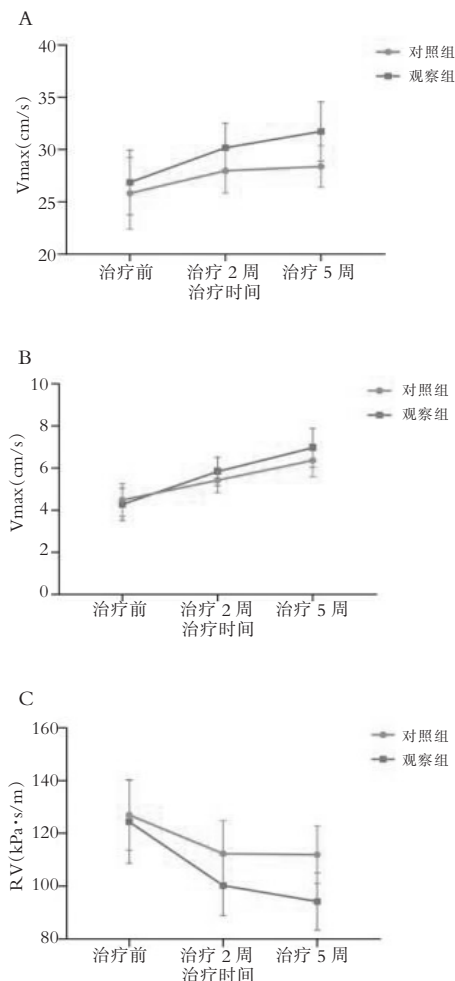 A
40
35
30
25
20
Vmax(cm/s)
对照组
观察组
治疗前
治疗 2 周
治疗 5 周
治疗时间
B
10
8
6
4
2
0
Vmax(cm/s)
对照组
观察组
治疗前
治疗 2 周
治疗 5 周
治疗时间
C
160
140
120
100
80
RV(kPa·s/m)
对照组
观察组
治疗前
治疗 2 周
治疗 5 周
治疗时间